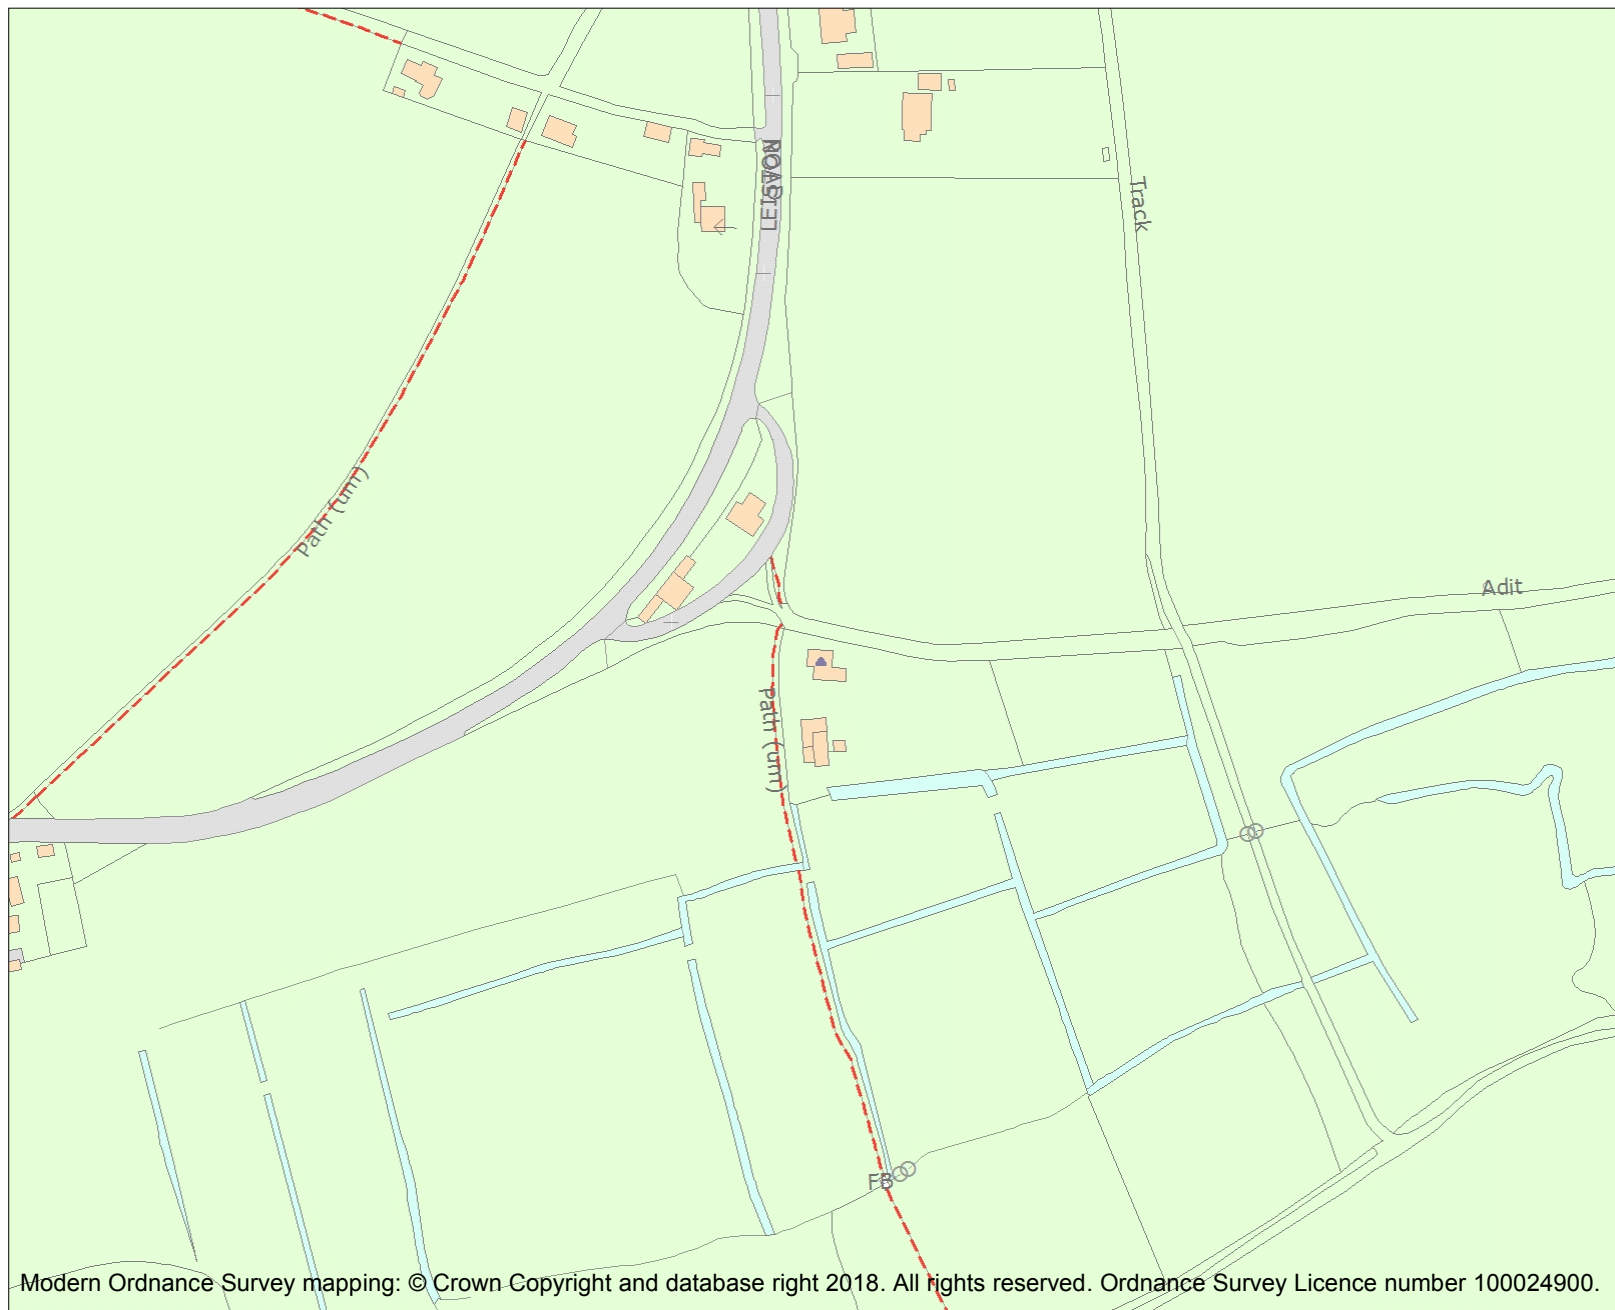 LEISTON
ROAD
Track
Path (um)
Adit
Path (um)
FB
Modern Ordnance Survey mapping: © Crown Copyright and database right 2018. All rights reserved. Ordnance Survey Licence number 100024900.